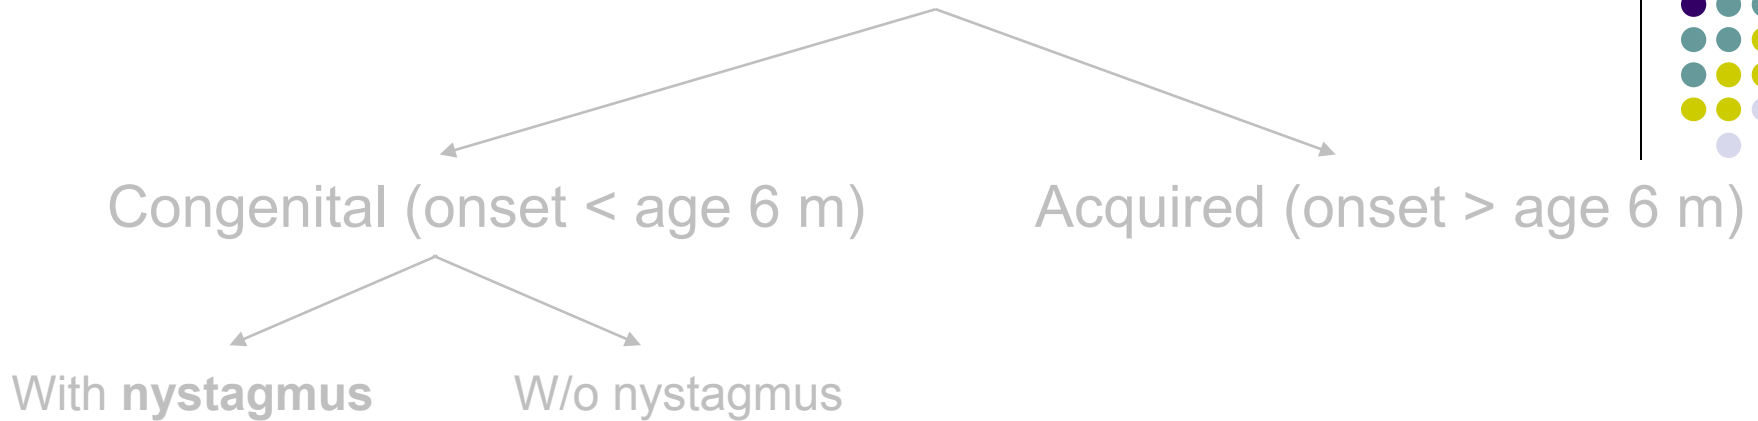 Congenital (onset < age 6 m) Acquired (onset > age 6 m)
With nystagmus W/o nystagmus